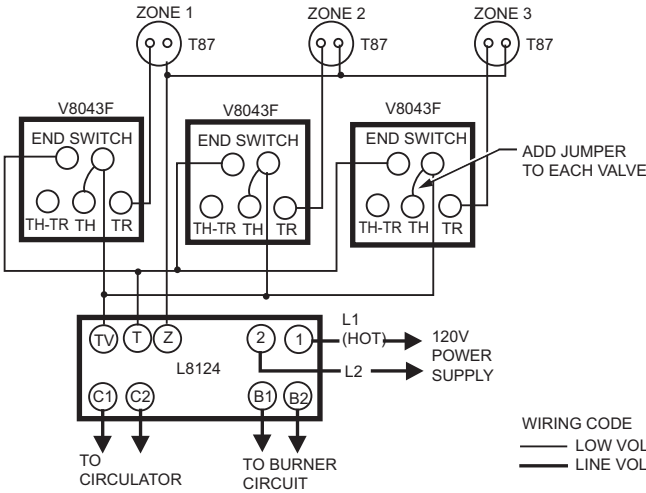 ZONE 1
ZONE 2
ZONE 3
T87
T87
T87
V8043F
V8043F
V8043F
END SWITCH
END SWITCH
END SWITCH
ADD JUMPER
TO EACH VALVE
TH-TR TH TR
TH-TR TH TR
TH-TR TH TR
TV T Z
2 1
L1
(HOT)
120V
POWER
SUPPLY
L8124
L2
C1 C2
B1 B2
TO
CIRCULATOR
TO BURNER
CIRCUIT
WIRING CODE
LOW VOL
LINE VOL